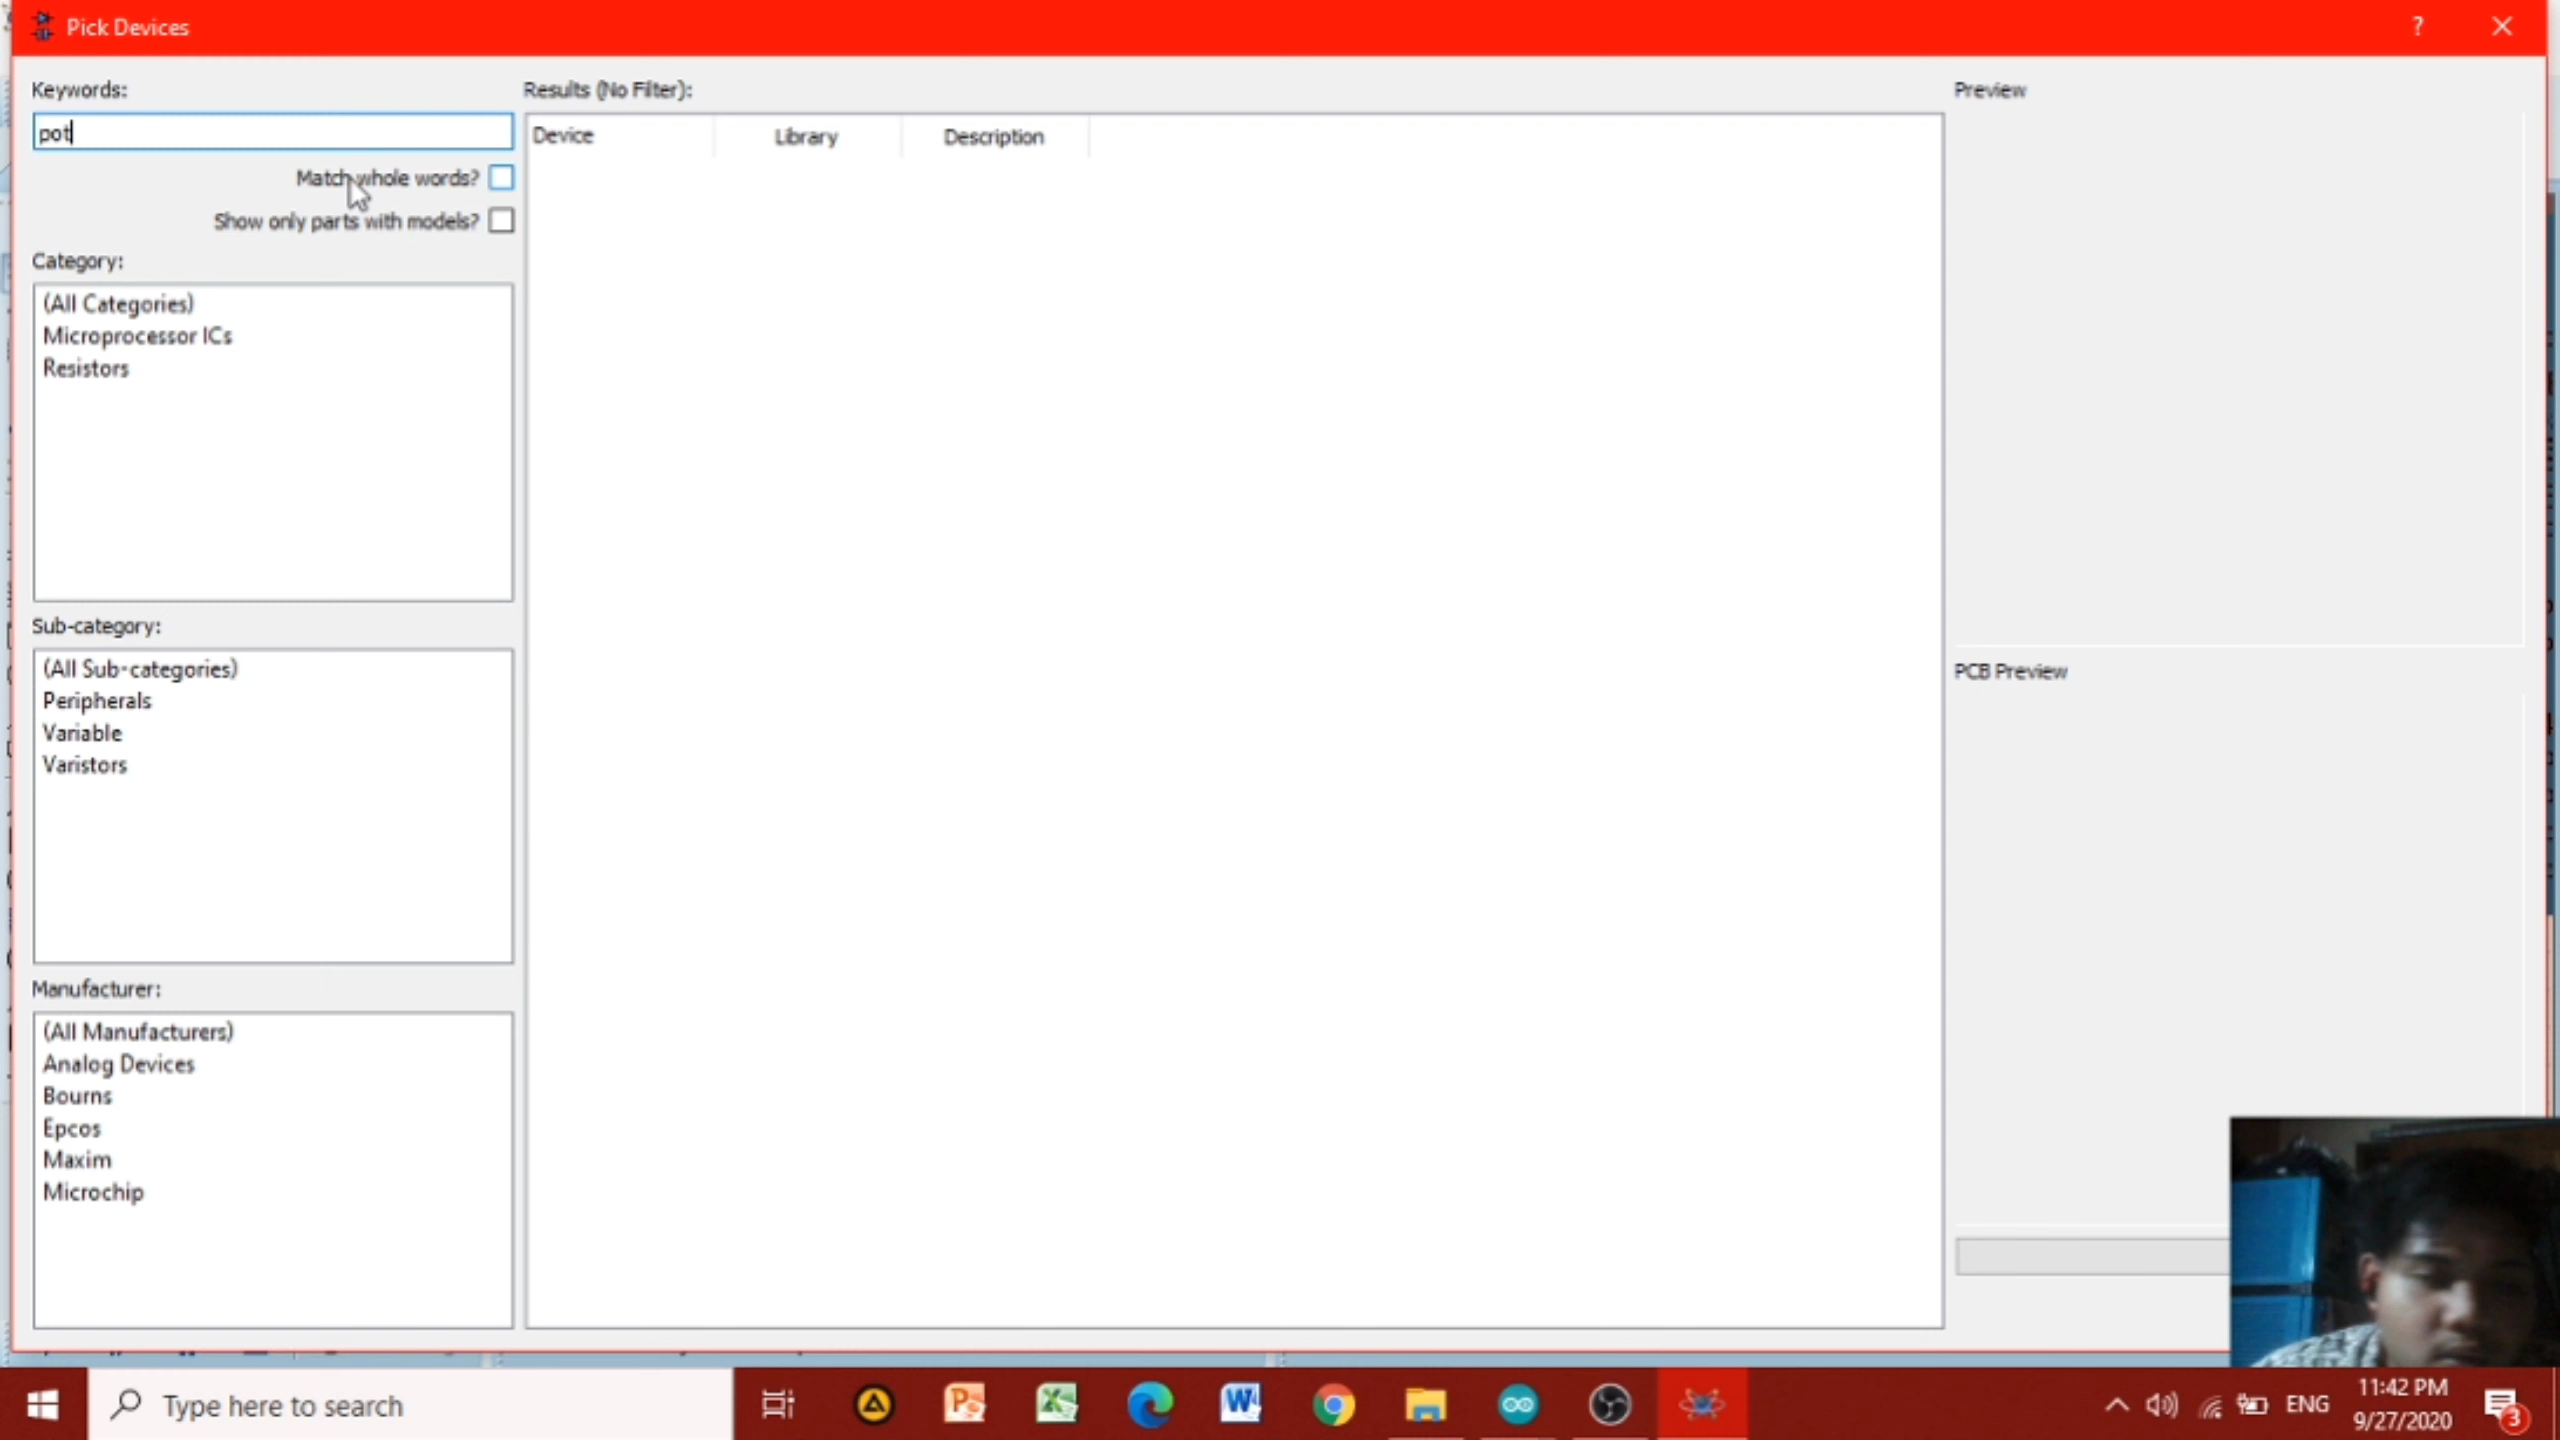 Pick Devices
?
Keywords:
pot
Match whole words?
Show only parts with models?
Category:
(All Categories)
Microprocessor ICs
Resistors
Sub-category:
(All Sub-categories)
Peripherals
Variable
Varistors
Manufacturer:
(All Manufacturers)
Analog Devices
Bourns
Epcos
Maxim
Microchip
Results (No Filter):
Device Library Description
Preview
PCB Preview
Type here to search
ENG
11:42 PM
9/27/2020
3